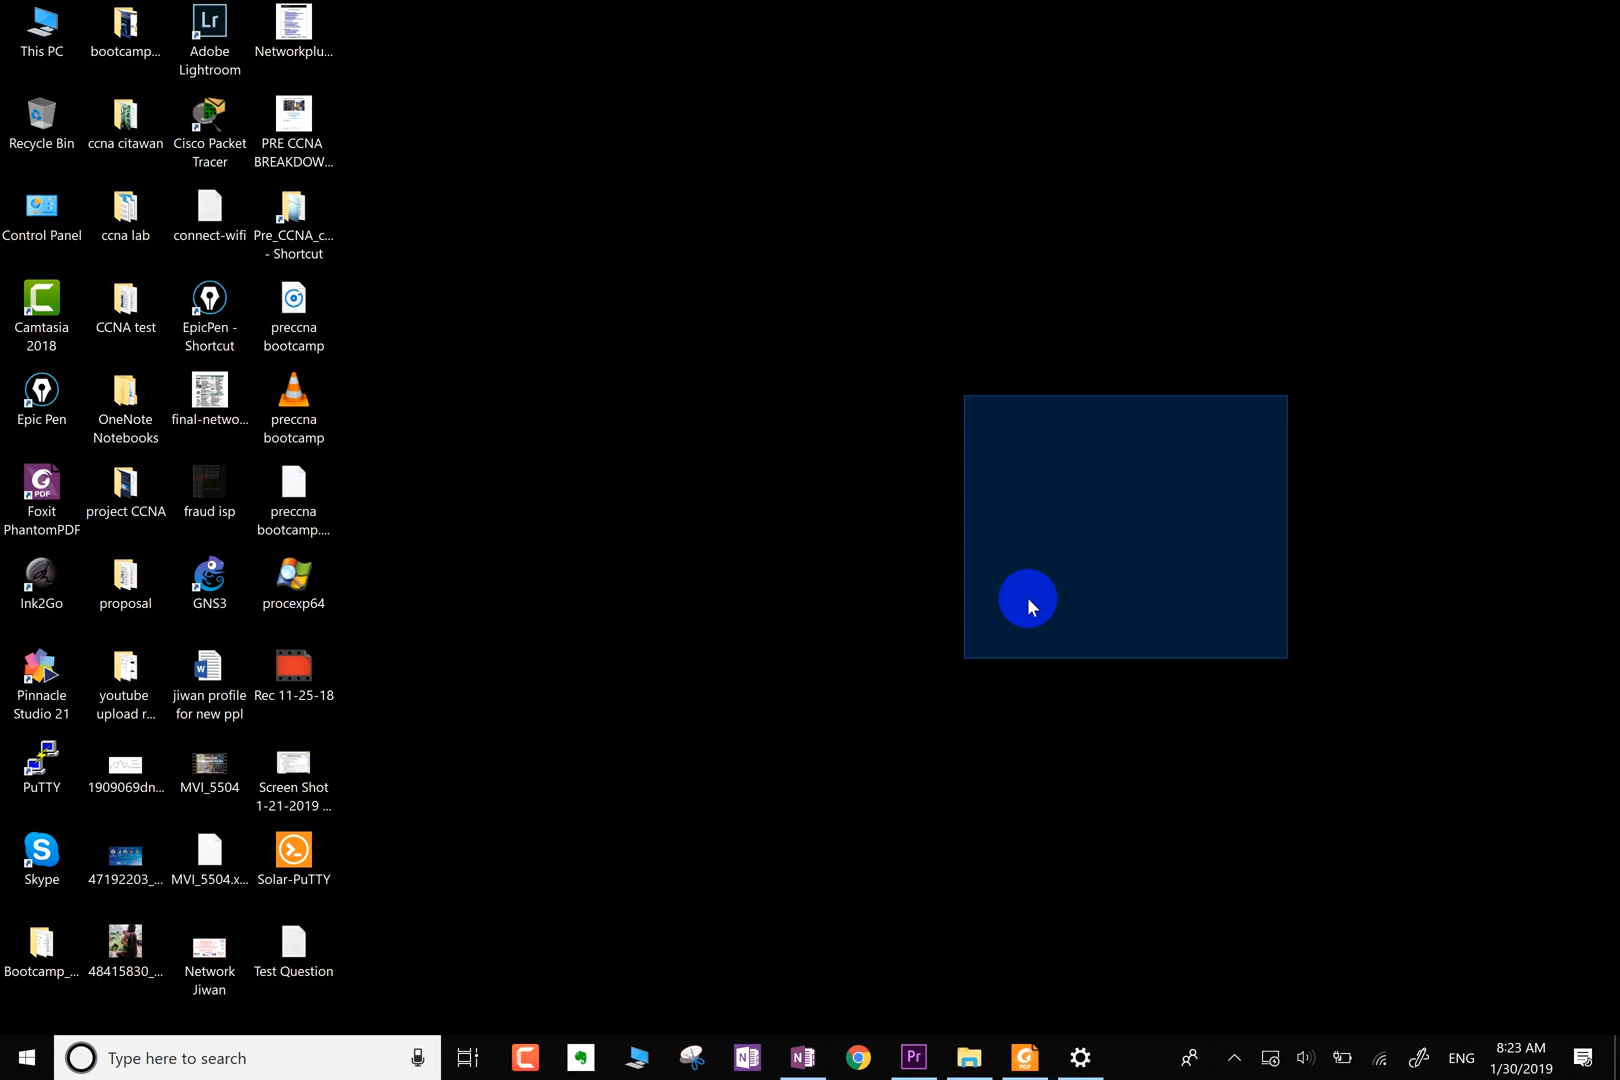 This PC
bootcamp...
Adobe
Lightroom
Networkplu...
Recycle Bin
ccna citawan
Cisco Packet
Tracer
PRE CCNA
BREAKDOW...
Control Panel
ccna lab
connect-wifi
Pre_CCNA_c...
- Shortcut
Camtasia
2018
CCNA test
EpicPen -
Shortcut
preccna
bootcamp
Epic Pen
OneNote
Notebooks
final-netwo...
preccna
bootcamp
Foxit
PhantomPDF
project CCNA
fraud isp
preccna
bootcamp....
Ink2Go
proposal
GNS3
procexp64
Pinnacle
Studio 21
youtube
upload r...
jiwan profile
for new ppl
Rec 11-25-18
PuTTY
1909069dn...
MVI_5504
Screen Shot
1-21-2019 ...
Skype
47192203_...
MVI_5504.x...
Solar-PuTTY
Bootcamp_...
48415830_...
Network
Jiwan
Test Question
Type here to search
ENG
8:23 AM
1/30/2019
Lr
PDF
W
S
N
N
Pr
PDF